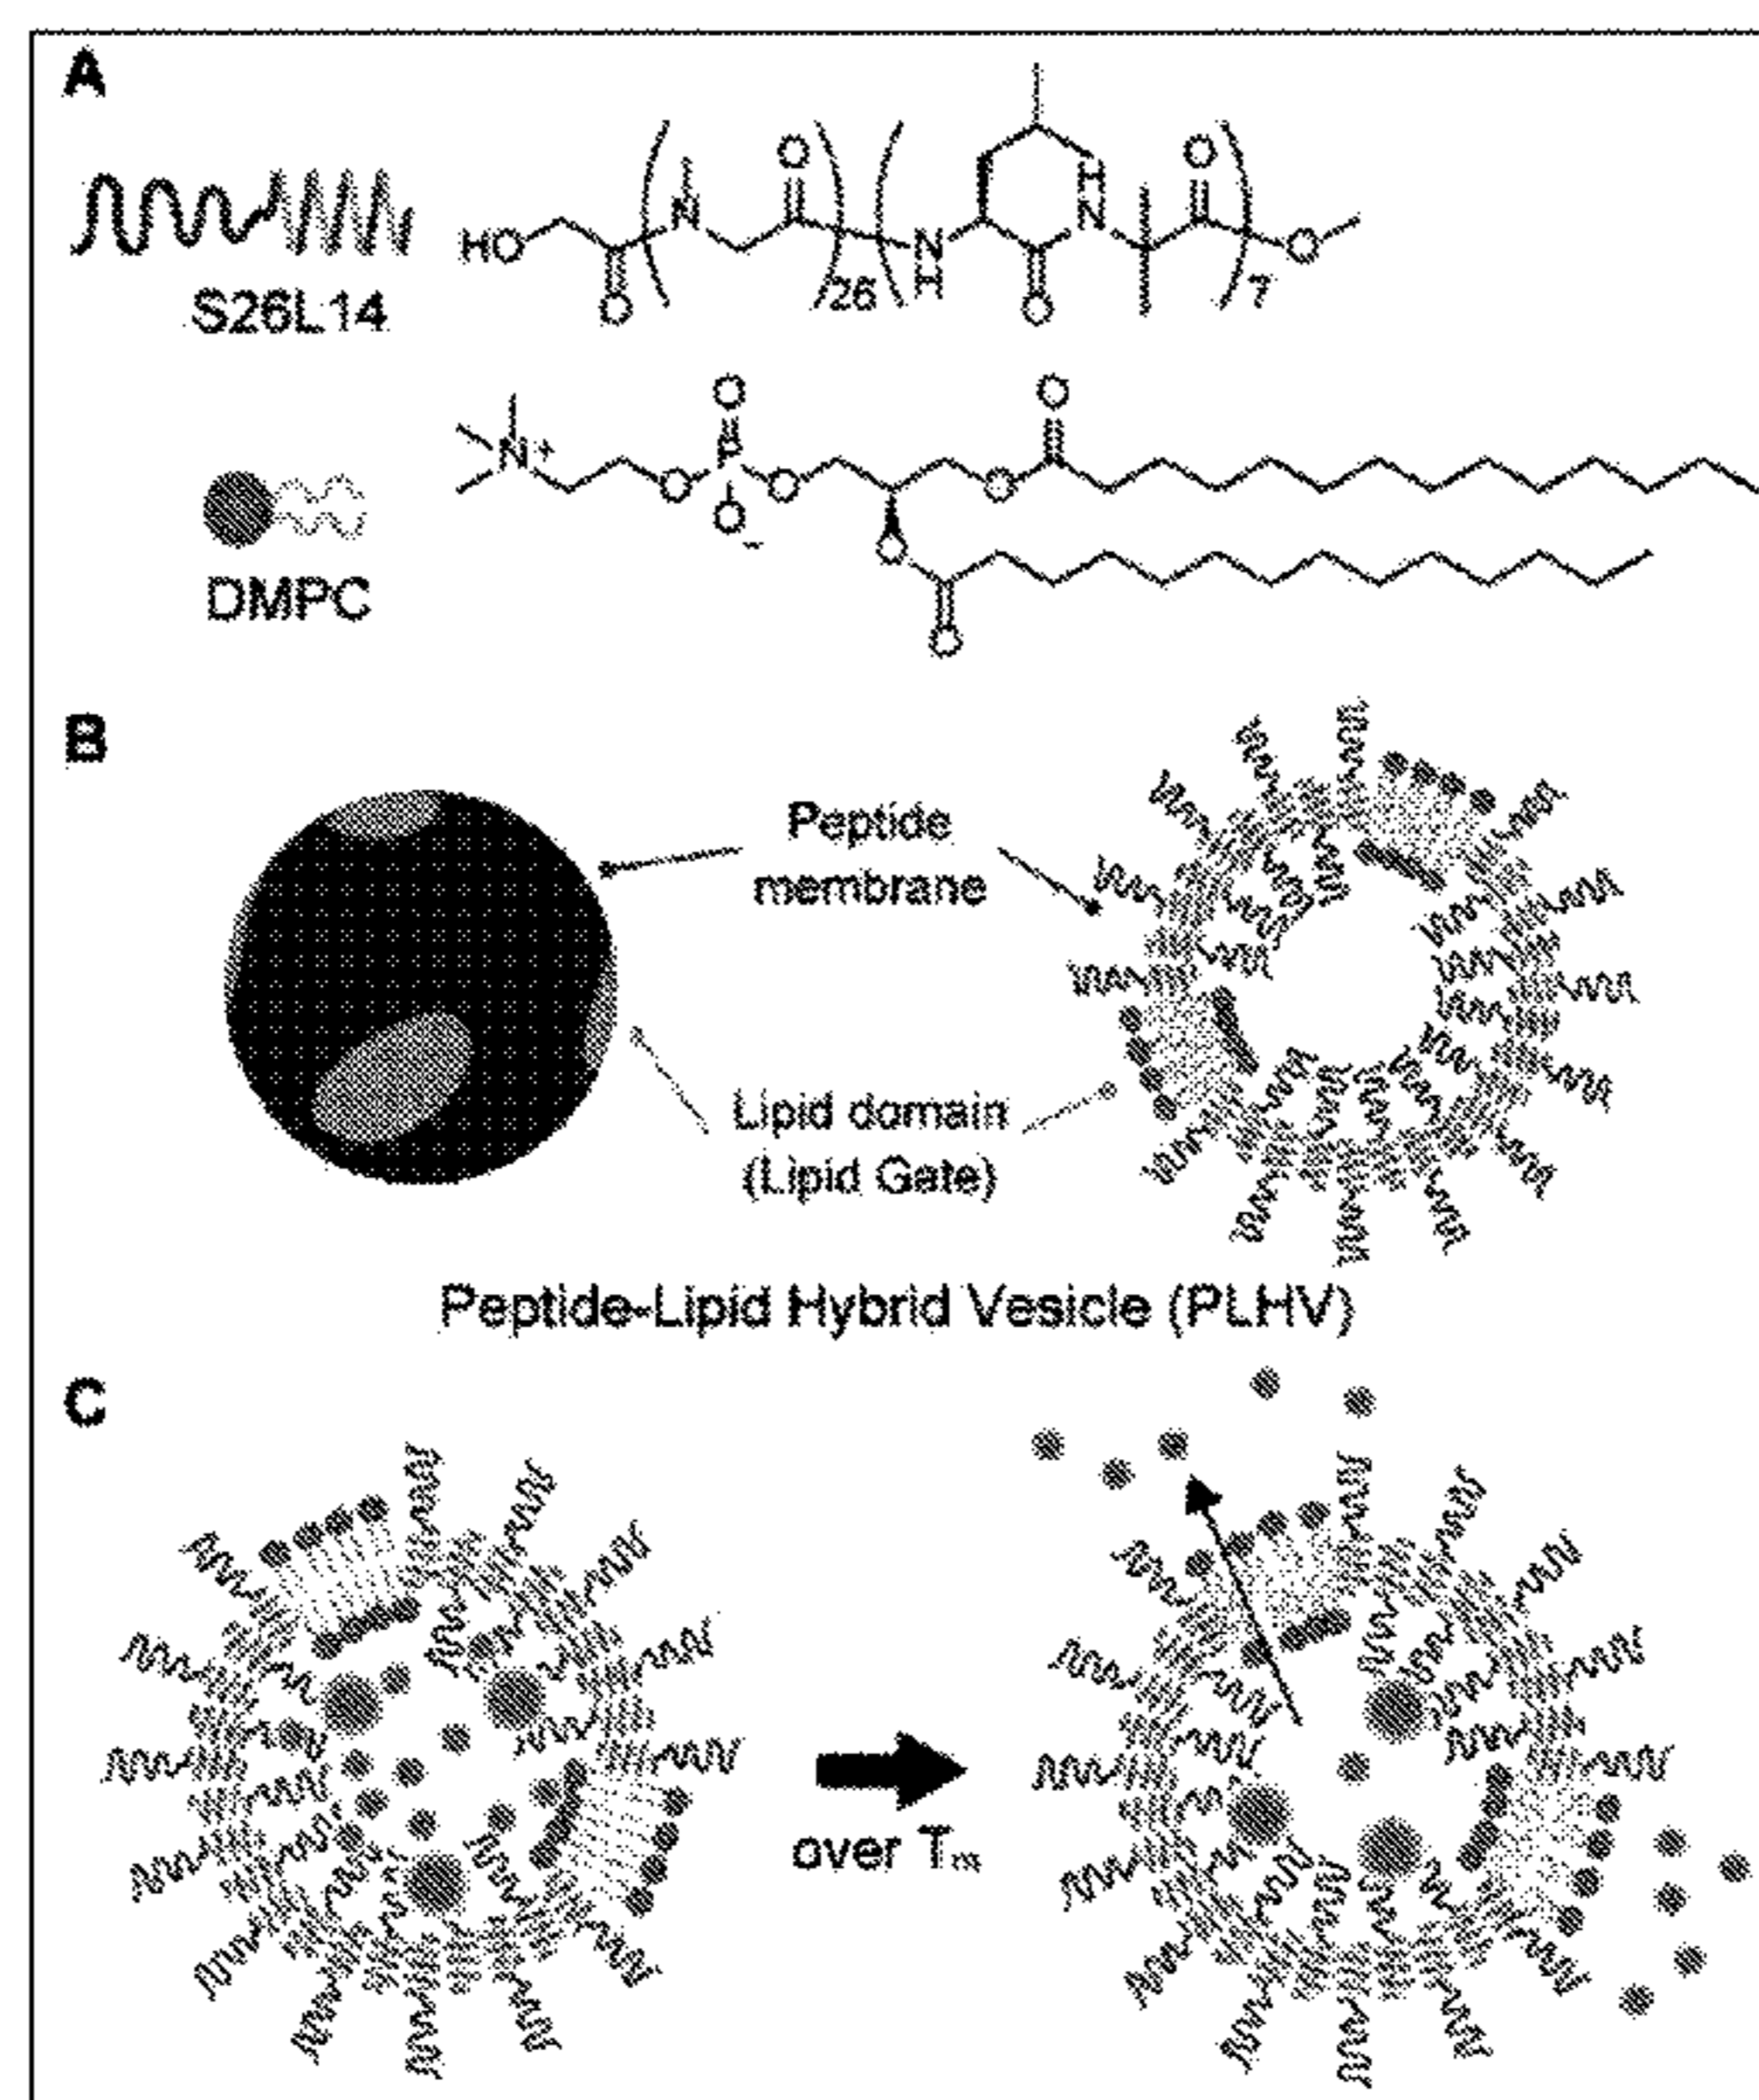 A
S26L14
HO
O
N
O
26
N
H
O
H
N
O
7
O
DMPC
N+
O
P
O
O
O-
O
O
O
O
B
Peptide
membrane
Lipid domain
(Lipid Gate)
Peptide-Lipid Hybrid Vesicle (PLHV)
C
over Tm